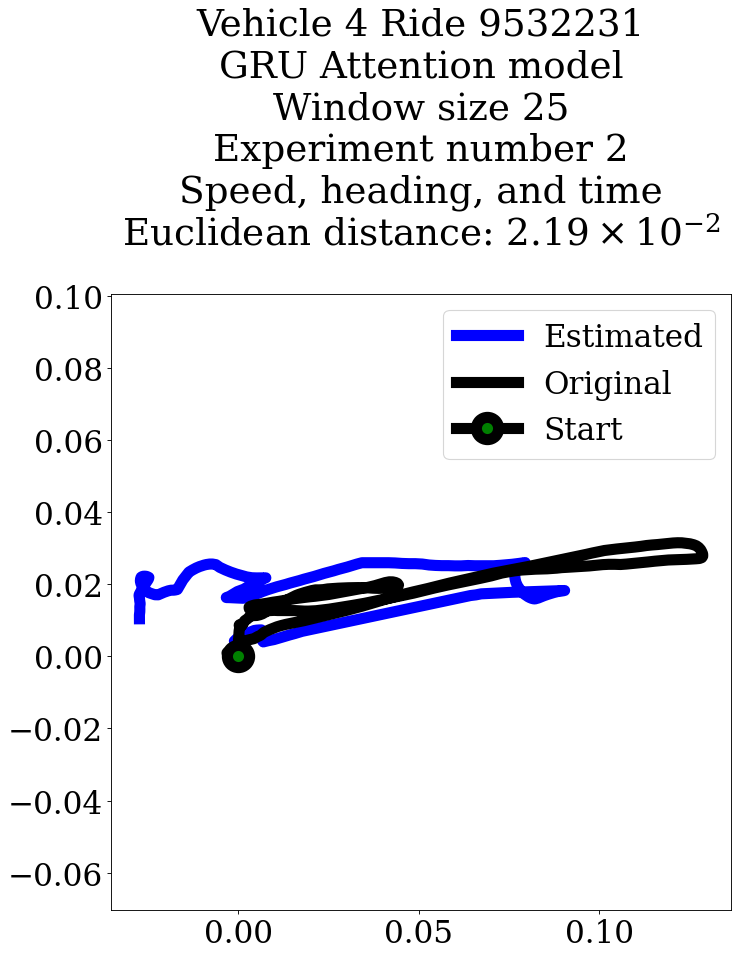 Vehicle 4 Ride 9532231
GRU Attention model
Window size 25
Experiment number 2
Speed, heading, and time
Euclidean distance: 2.19 × 10⁻²
0.10
0.08
0.06
0.04
0.02
0.00
−0.02
−0.04
−0.06
Estimated
Original
Start
0.00 0.05 0.10